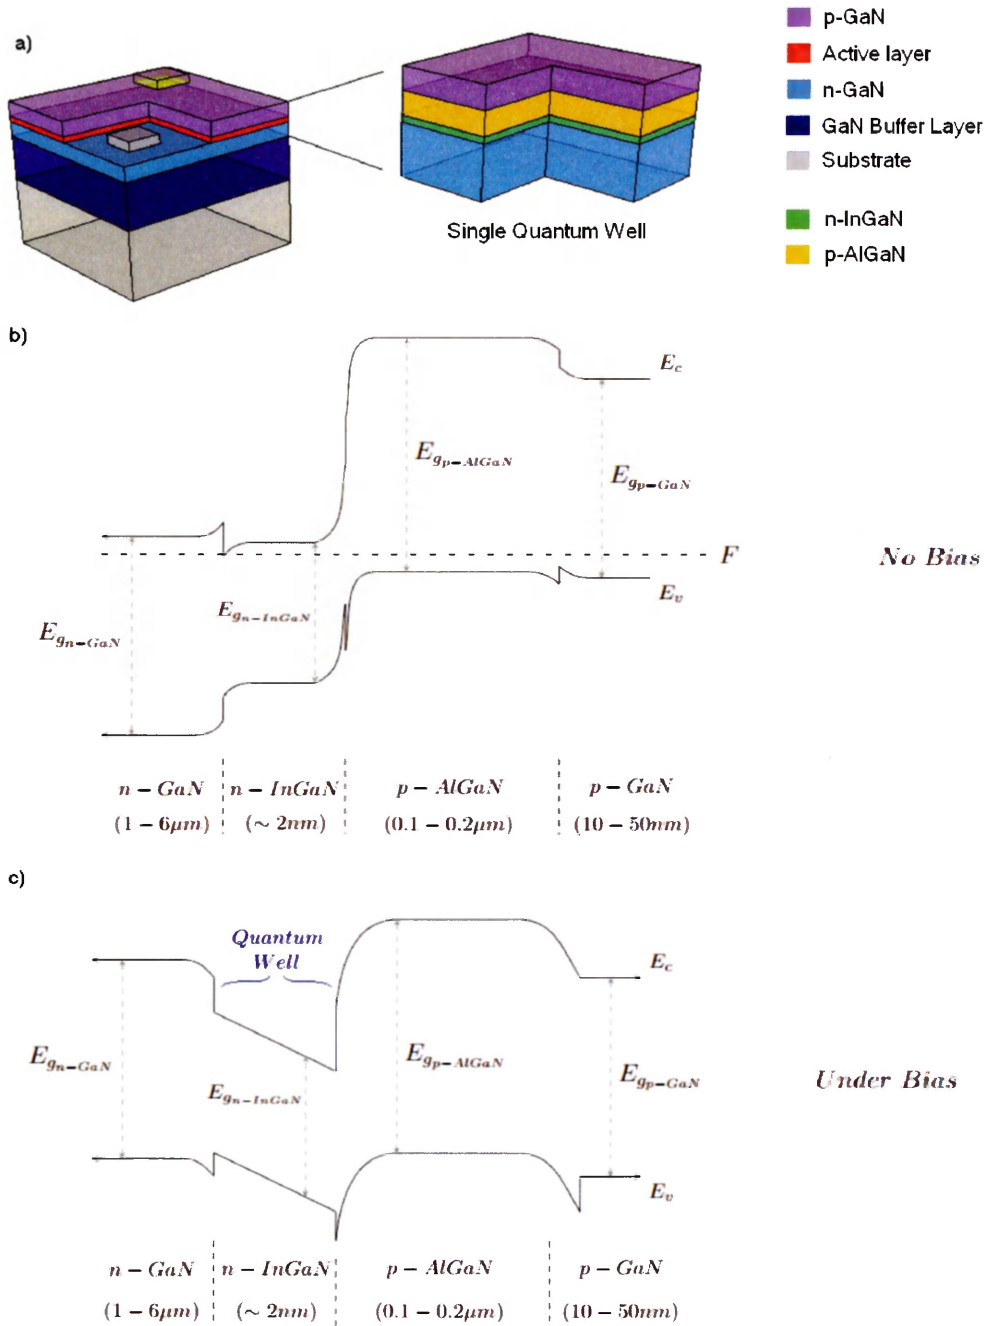 a)
p-GaN
Active layer
n-GaN
GaN Buffer Layer
Substrate
n-InGaN
p-AlGaN
Single Quantum Well
b)
E_c
E_{g_{p-AlGaN}}
E_{g_{p-GaN}}
F
No Bias
E_v
E_{g_{n-InGaN}}
E_{g_{n-GaN}}
n - GaN n - InGaN p - AlGaN p - GaN
(1 - 6μm) (~ 2nm) (0.1 - 0.2μm) (10 - 50nm)
c)
Quantum
Well
E_c
E_{g_{n-GaN}}
E_{g_{p-AlGaN}}
E_{g_{p-GaN}}
Under Bias
E_{g_{n-InGaN}}
E_v
n - GaN n - InGaN p - AlGaN p - GaN
(1 - 6μm) (~ 2nm) (0.1 - 0.2μm) (10 - 50nm)